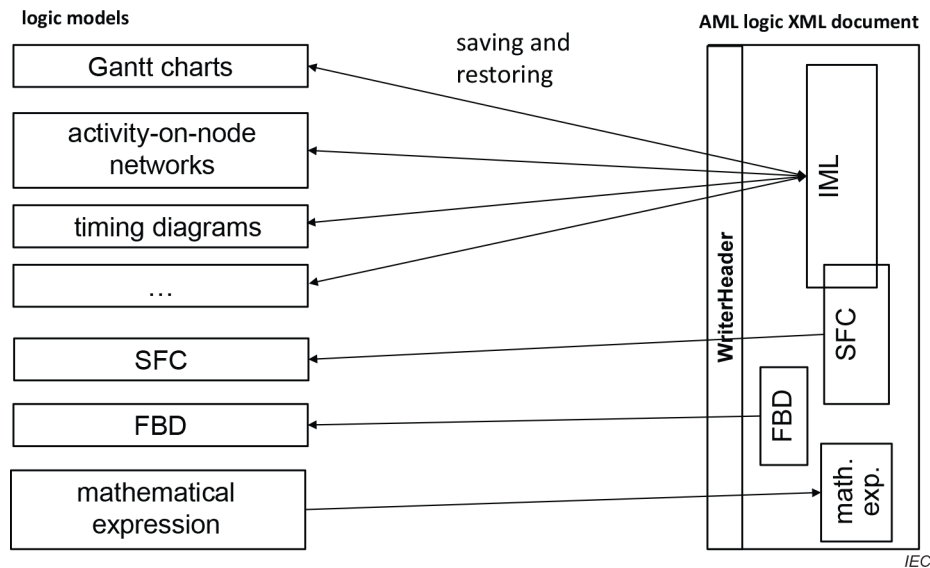 logic models
AML logic XML document
saving and
restoring
Gantt charts
activity-on-node
networks
timing diagrams
...
SFC
FBD
mathematical
expression
WriterHeader
IML
SFC
FBD
math.
exp.
IEC